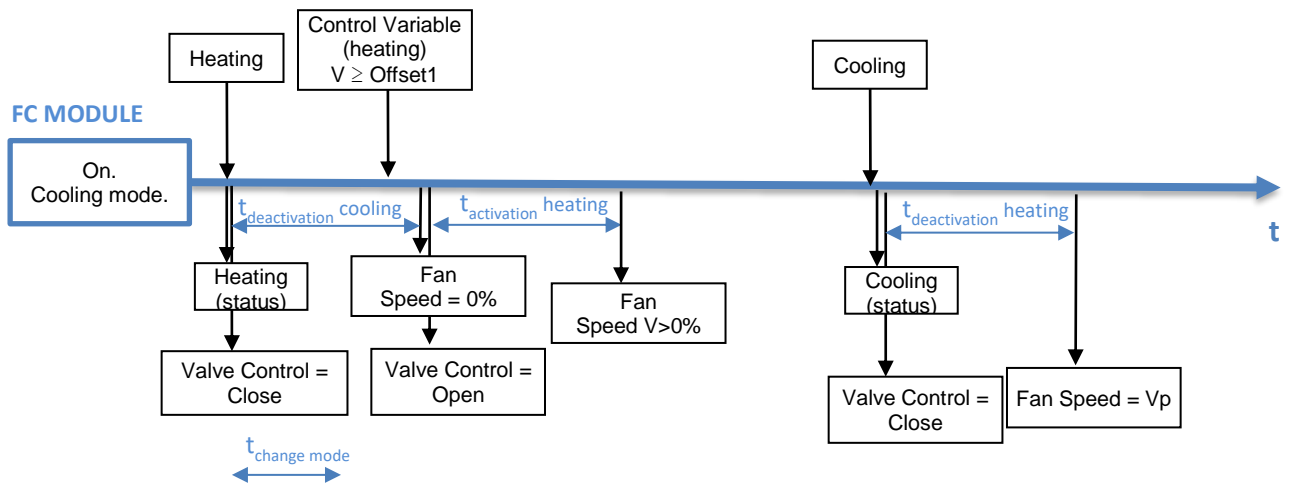 Control Variable
(heating)
V ≥ Offset1
Heating
Cooling
FC MODULE
On.
Cooling mode.
tdeactivation cooling
tactivation heating
tdeactivation heating
t
Heating
(status)
Fan
Speed = 0%
Fan
Speed V>0%
Cooling
(status)
Valve Control =
Close
Valve Control =
Open
Valve Control =
Close
Fan Speed = Vp
tchange mode